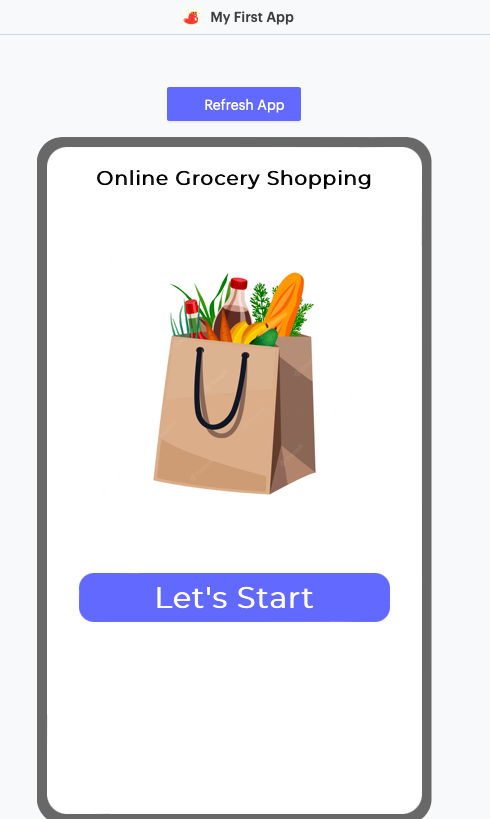 My First App
Refresh App
Online Grocery Shopping
Let's Start